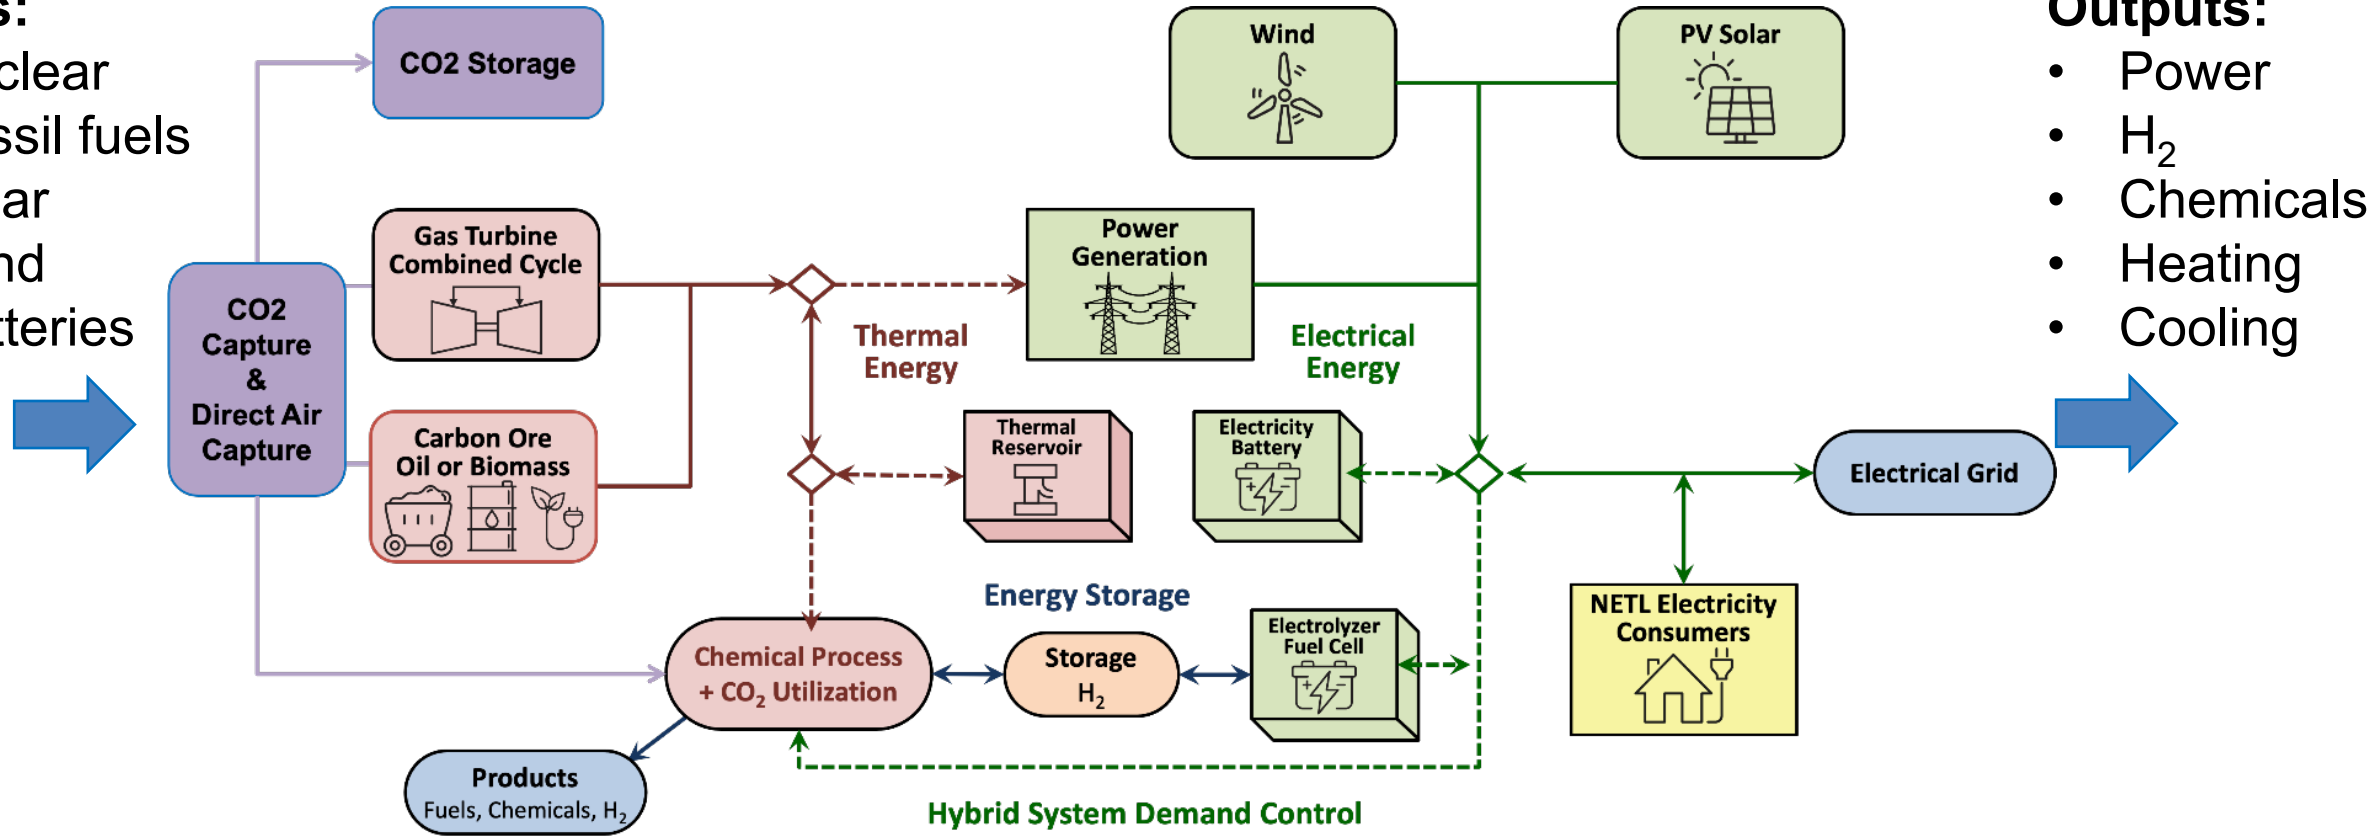 s:
clear
ssil fuels
ar
nd
tteries
CO2 Storage
CO2
Capture
&
Direct Air
Capture
Gas Turbine
Combined Cycle
Carbon Ore
Oil or Biomass
Thermal
Energy
Wind
PV Solar
Power
Generation
Electrical
Energy
Thermal
Reservoir
Electricity
Battery
Electrical Grid
Energy Storage
NETL Electricity
Consumers
Chemical Process
+ CO₂ Utilization
Storage
H₂
Electrolyzer
Fuel Cell
Products
Fuels, Chemicals, H₂
Hybrid System Demand Control
Outputs:
• Power
• H₂
• Chemicals
• Heating
• Cooling